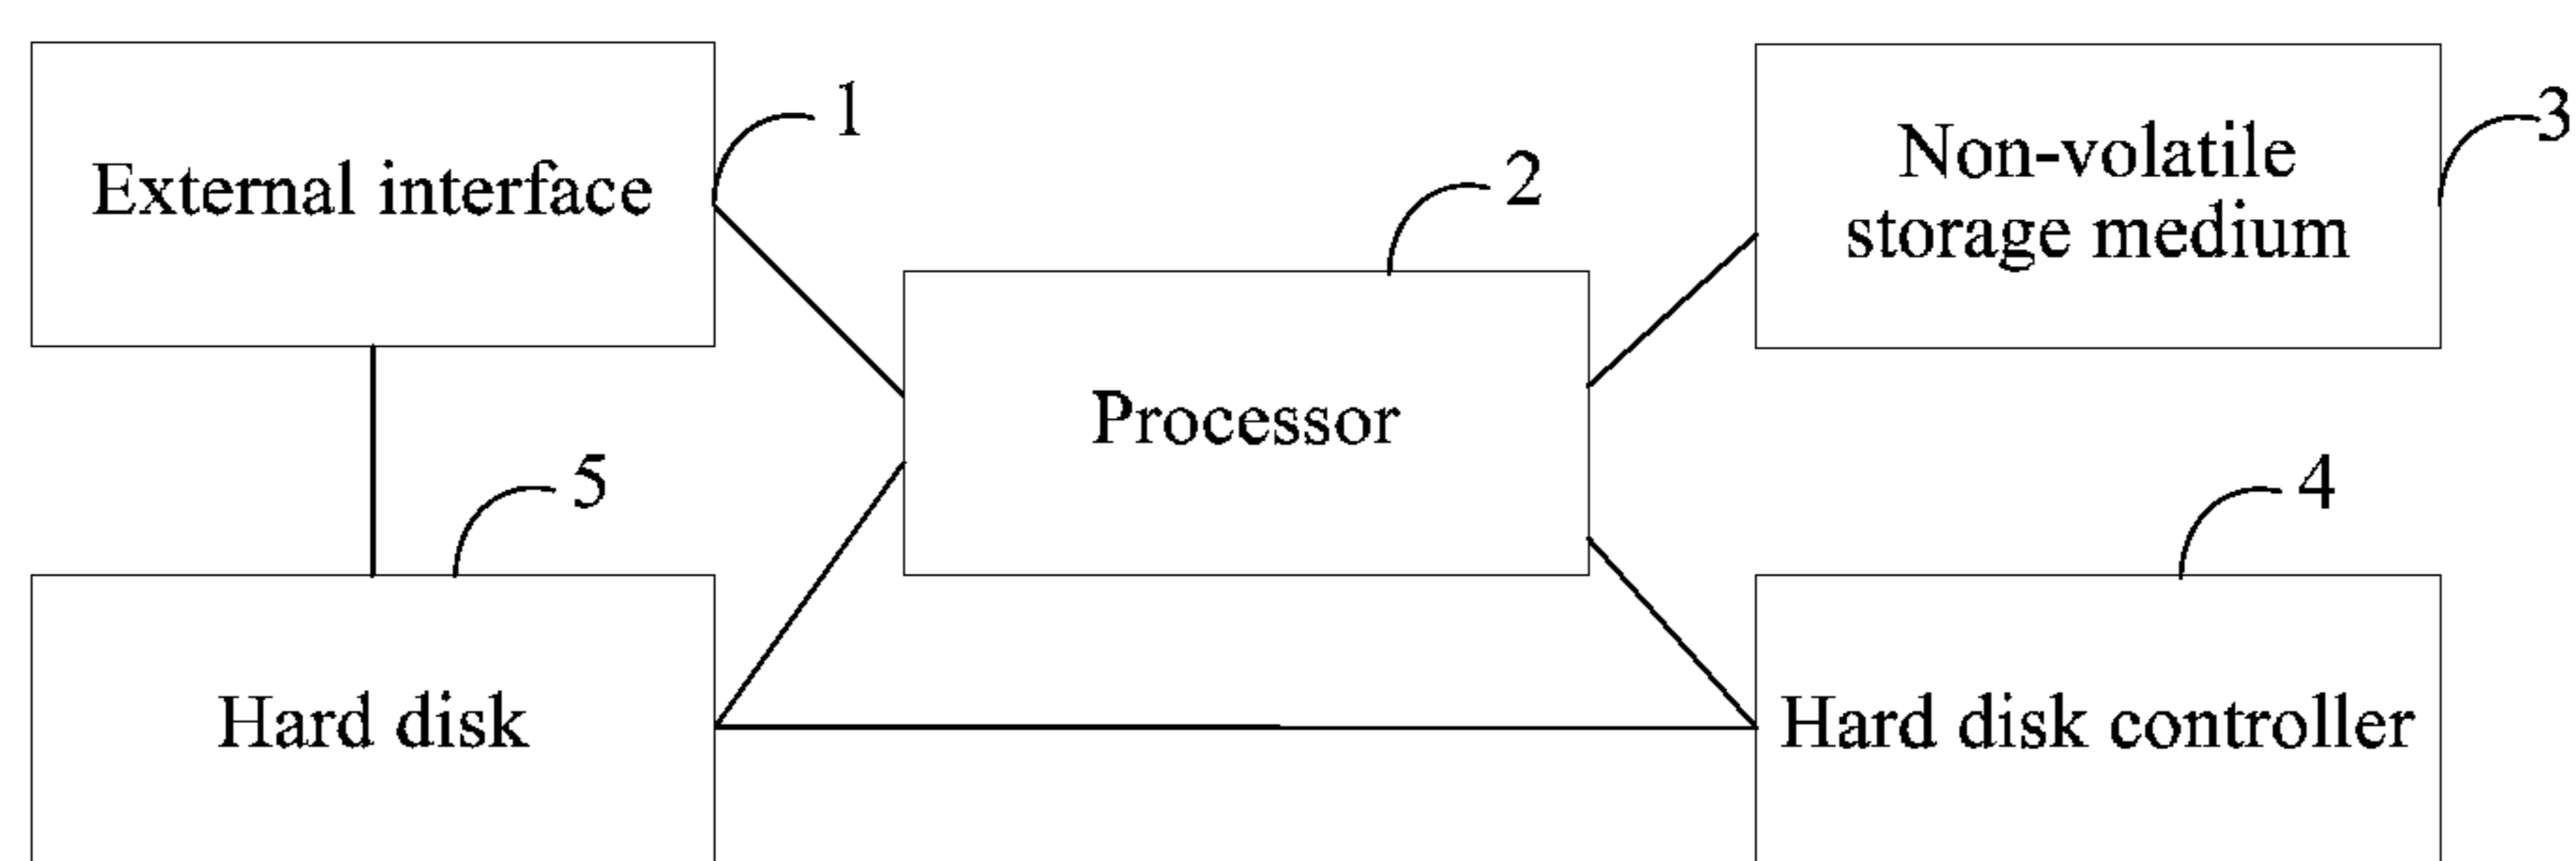 External interface
1
2
Non-volatile
storage medium
3
Processor
5
4
Hard disk
Hard disk controller